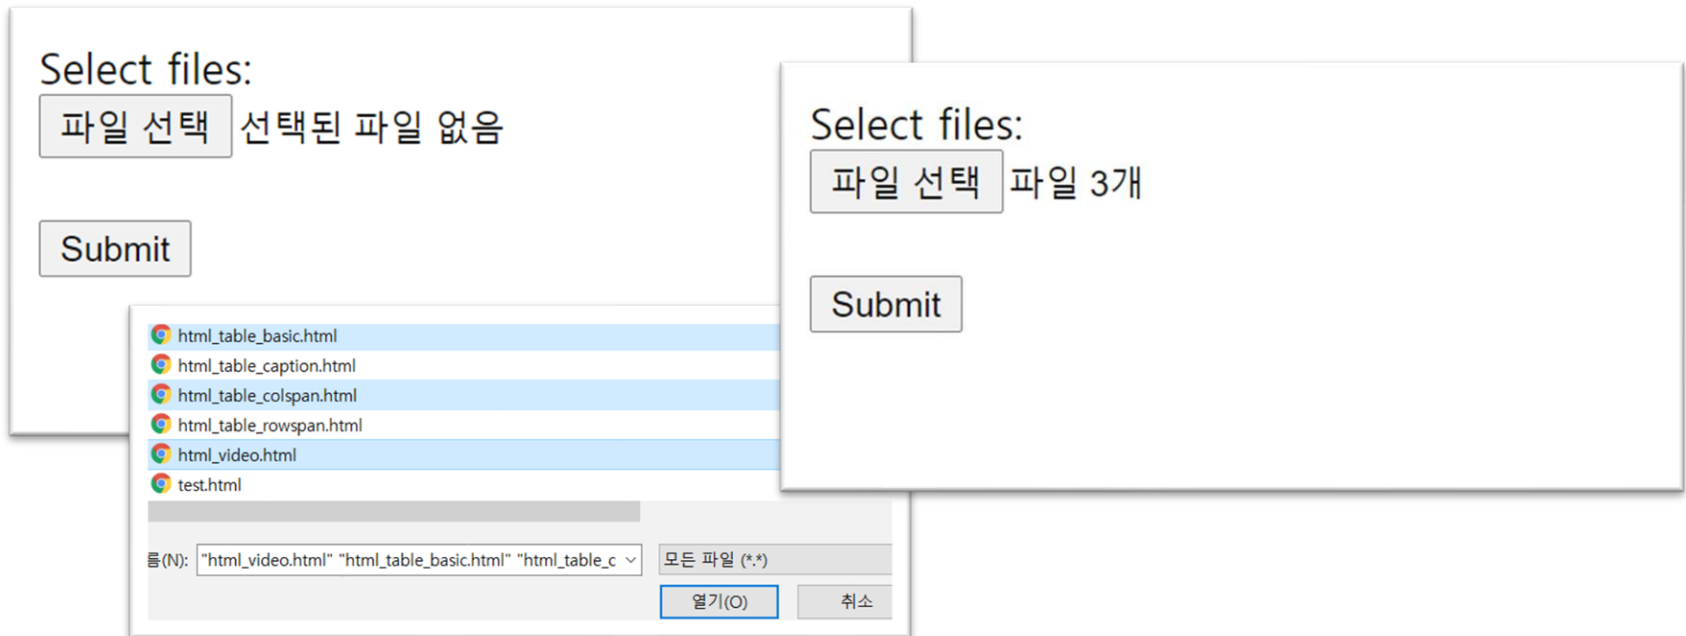 Select files:
파일 선택 선택된 파일 없음
Submit
html_table_basic.html
html_table_caption.html
html_table_colspan.html
html_table_rowspan.html
html_video.html
test.html
름(N): "html_video.html" "html_table_basic.html" "html_table_c 모든 파일 (*.*)
열기(O) 취소
Select files:
파일 선택 파일 3개
Submit